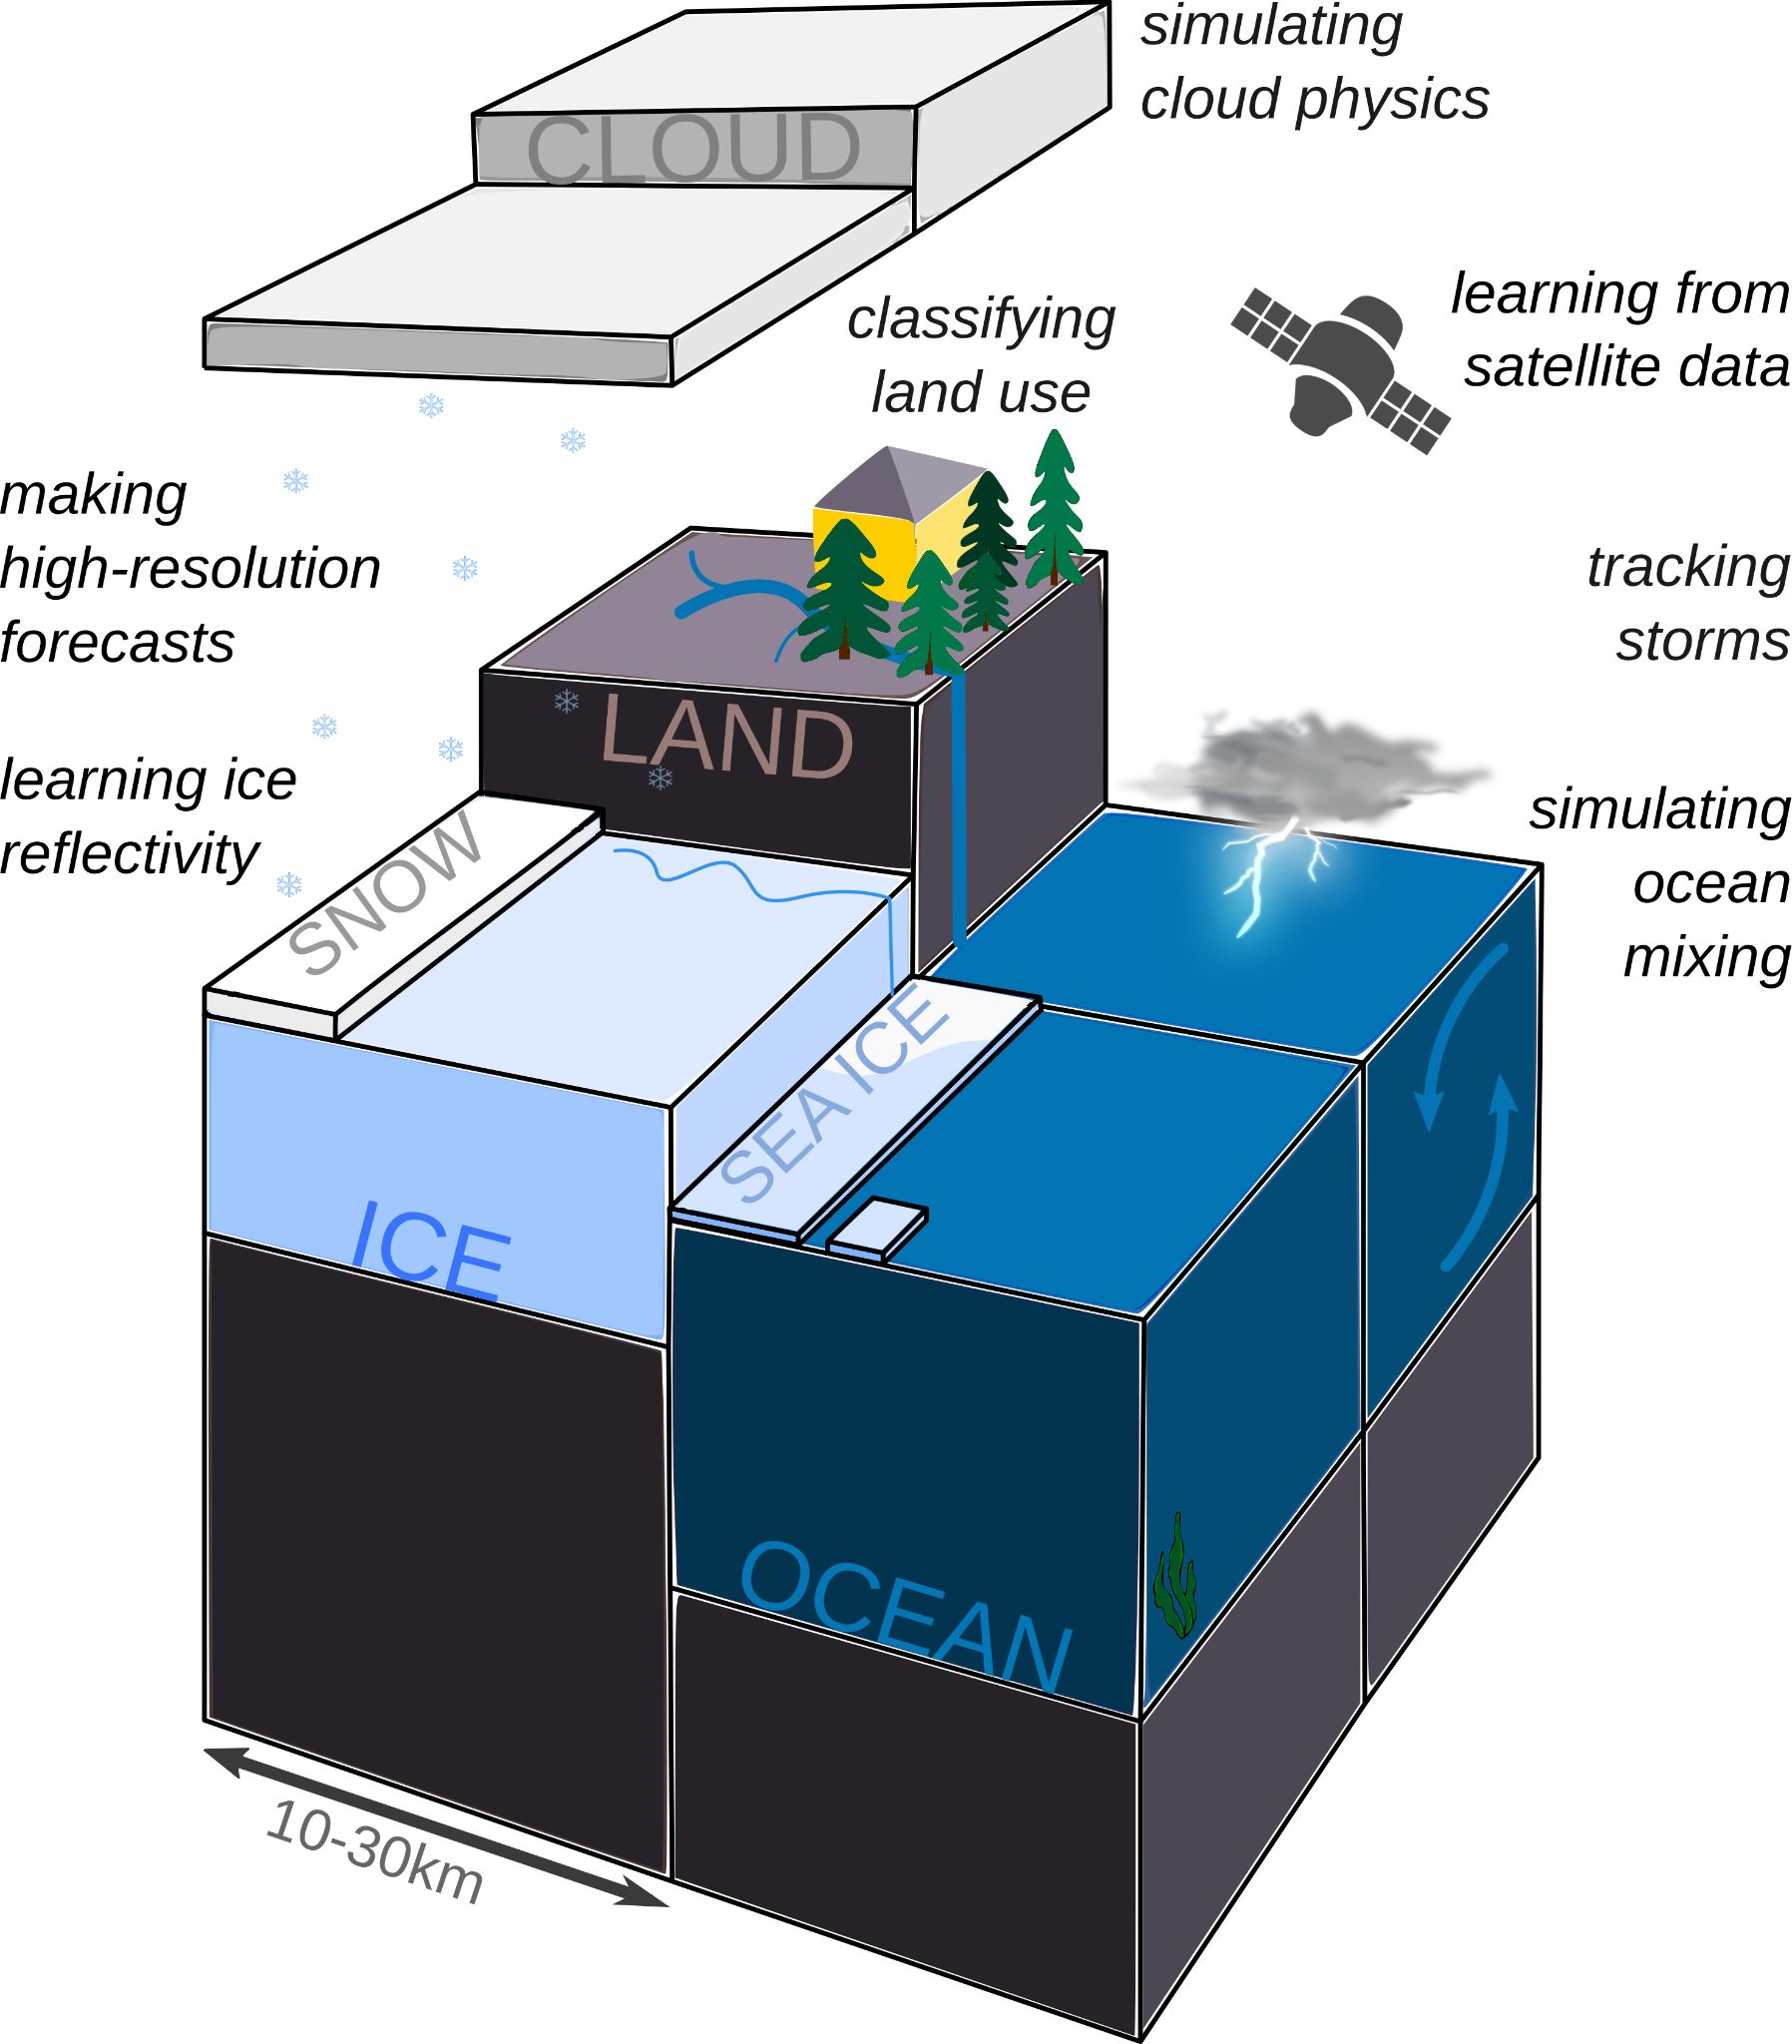 simulating
cloud physics
CLOUD
learning from
satellite data
classifying
land use
making
high-resolution
forecasts
tracking
storms
LAND
learning ice
reflectivity
simulating
ocean
mixing
SNOW
SEA ICE
ICE
OCEAN
10-30km